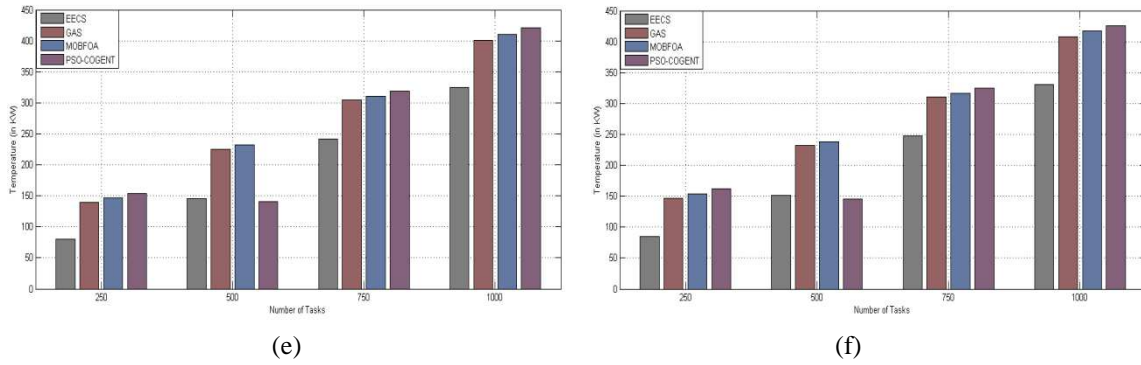 450
400
350
300
250
200
150
100
50
0
Temperature (in KW)
EECS
GAS
MOBFOA
PSO-COGENT
250
500
750
1000
Number of Tasks
(e)
450
400
350
300
250
200
150
100
50
0
Temperature (in KW)
EECS
GAS
MOBFOA
PSO-COGENT
250
500
750
1000
Number of Tasks
(f)